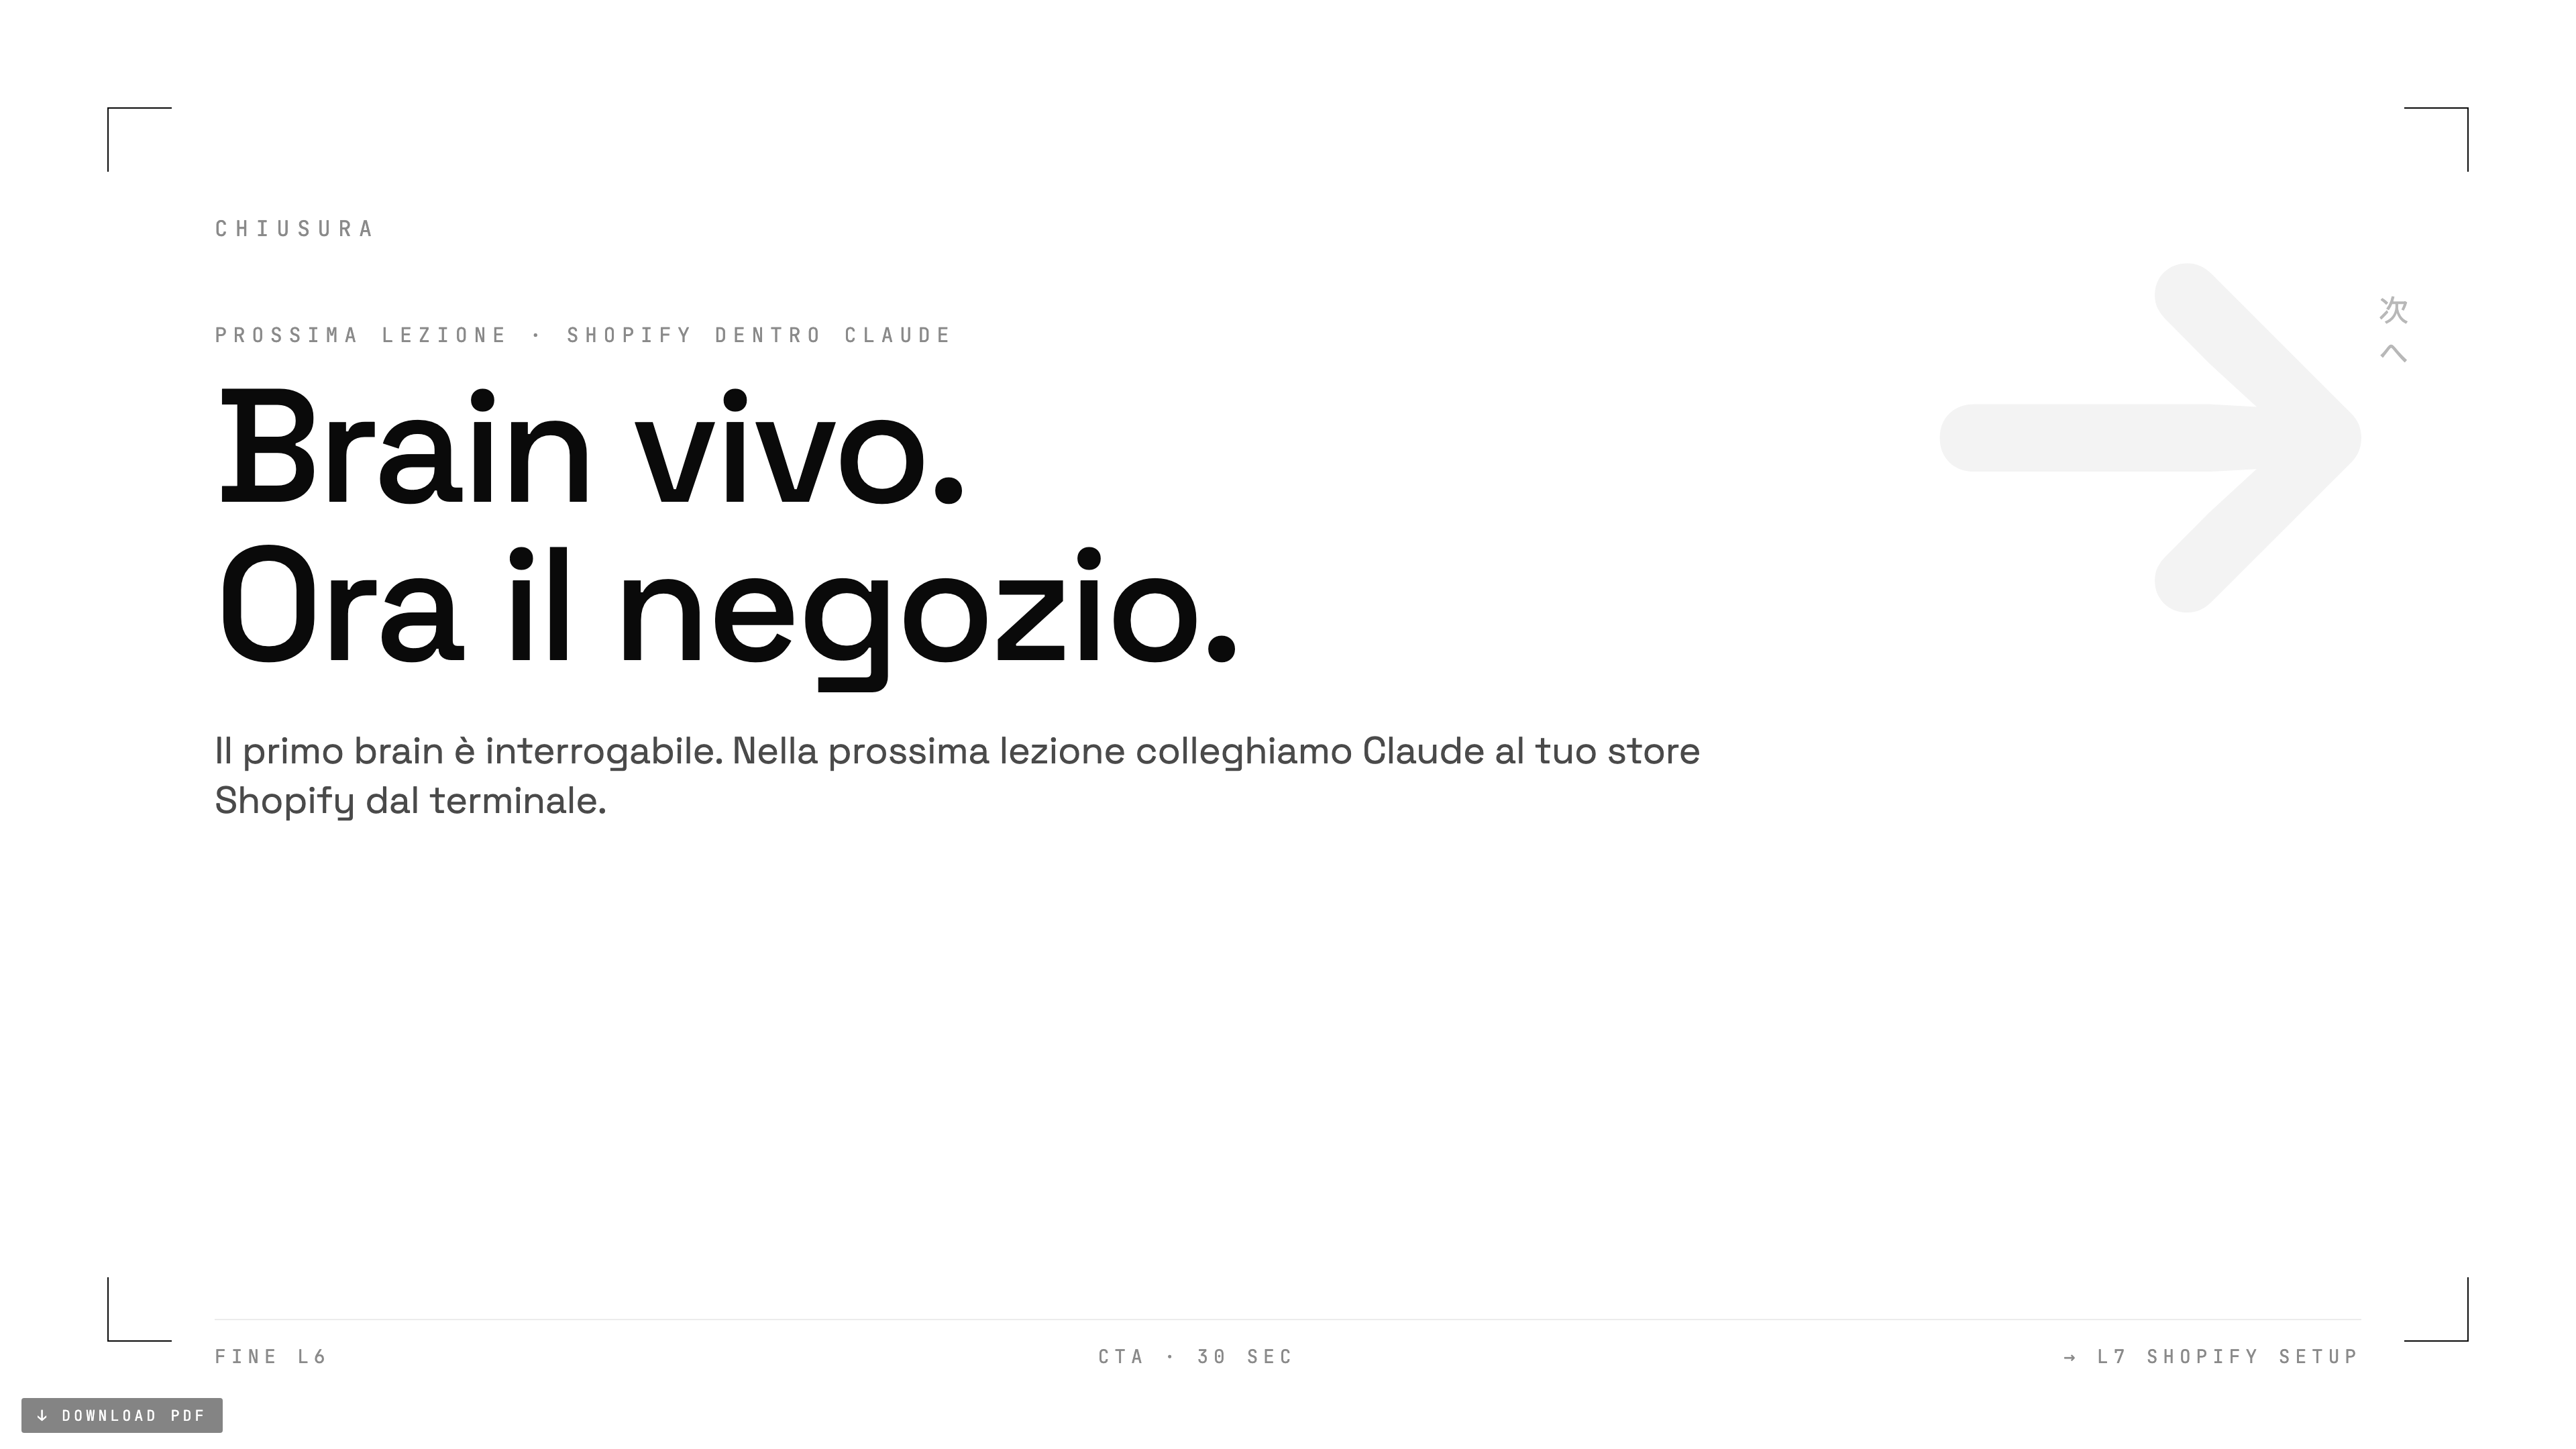 CHIUSURA
PROSSIMA LEZIONE · SHOPIFY DENTRO CLAUDE
Brain vivo.
Ora il negozio.
Il primo brain è interrogabile. Nella prossima lezione colleghiamo Claude al tuo store
Shopify dal terminale.
次へ
FINE L6
CTA · 30 SEC
→ L7 SHOPIFY SETUP
↓ DOWNLOAD PDF